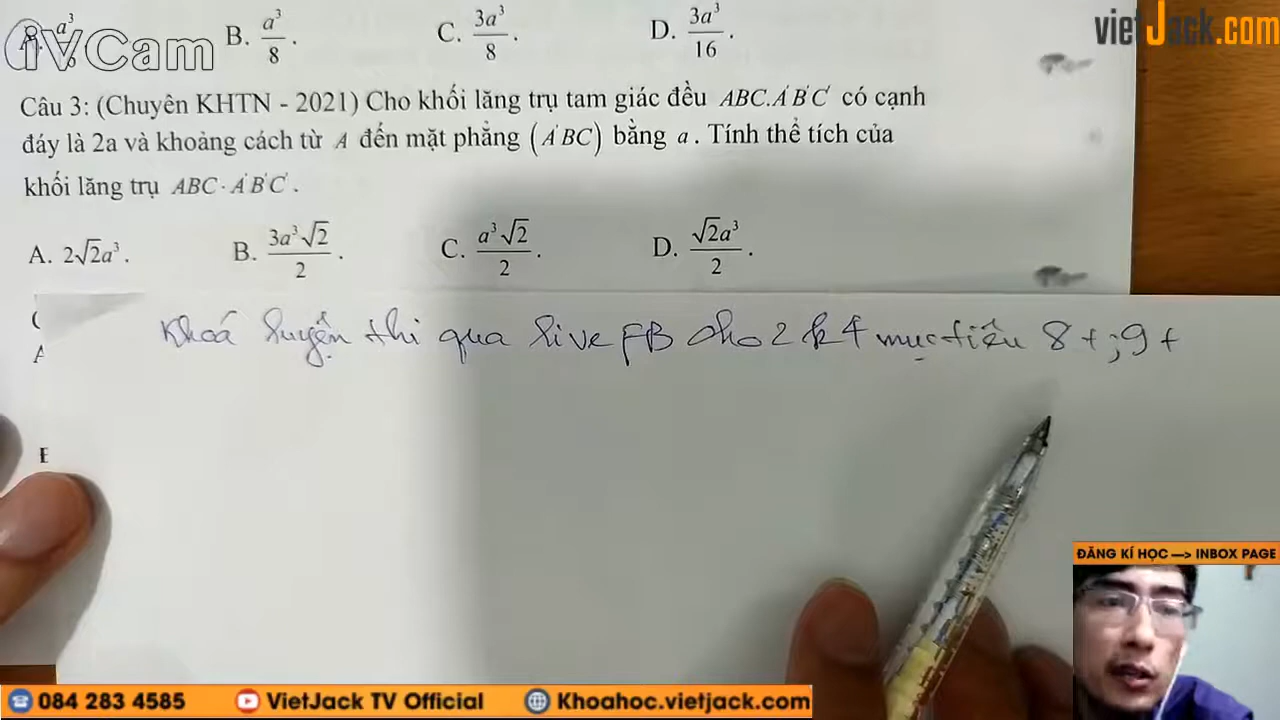 vietJack.com
iVCam
A. a³ B. a³/8. C. 3a³/8. D. 3a³/16.
Câu 3: (Chuyên KHTN - 2021) Cho khối lăng trụ tam giác đều ABC.A'B'C' có cạnh
đáy là 2a và khoảng cách từ A đến mặt phẳng (A'BC) bằng a. Tính thể tích của
khối lăng trụ ABC·A'B'C'.
A. 2√2a³. B. 3a³√2/2. C. a³√2/2. D. √2a³/2.
Khoá luyện thi qua live FB cho 2k4 mục tiêu 8+;9+
E
ĐĂNG KÍ HỌC —> INBOX PAGE
084 283 4585 VietJack TV Official Khoahoc.vietjack.com